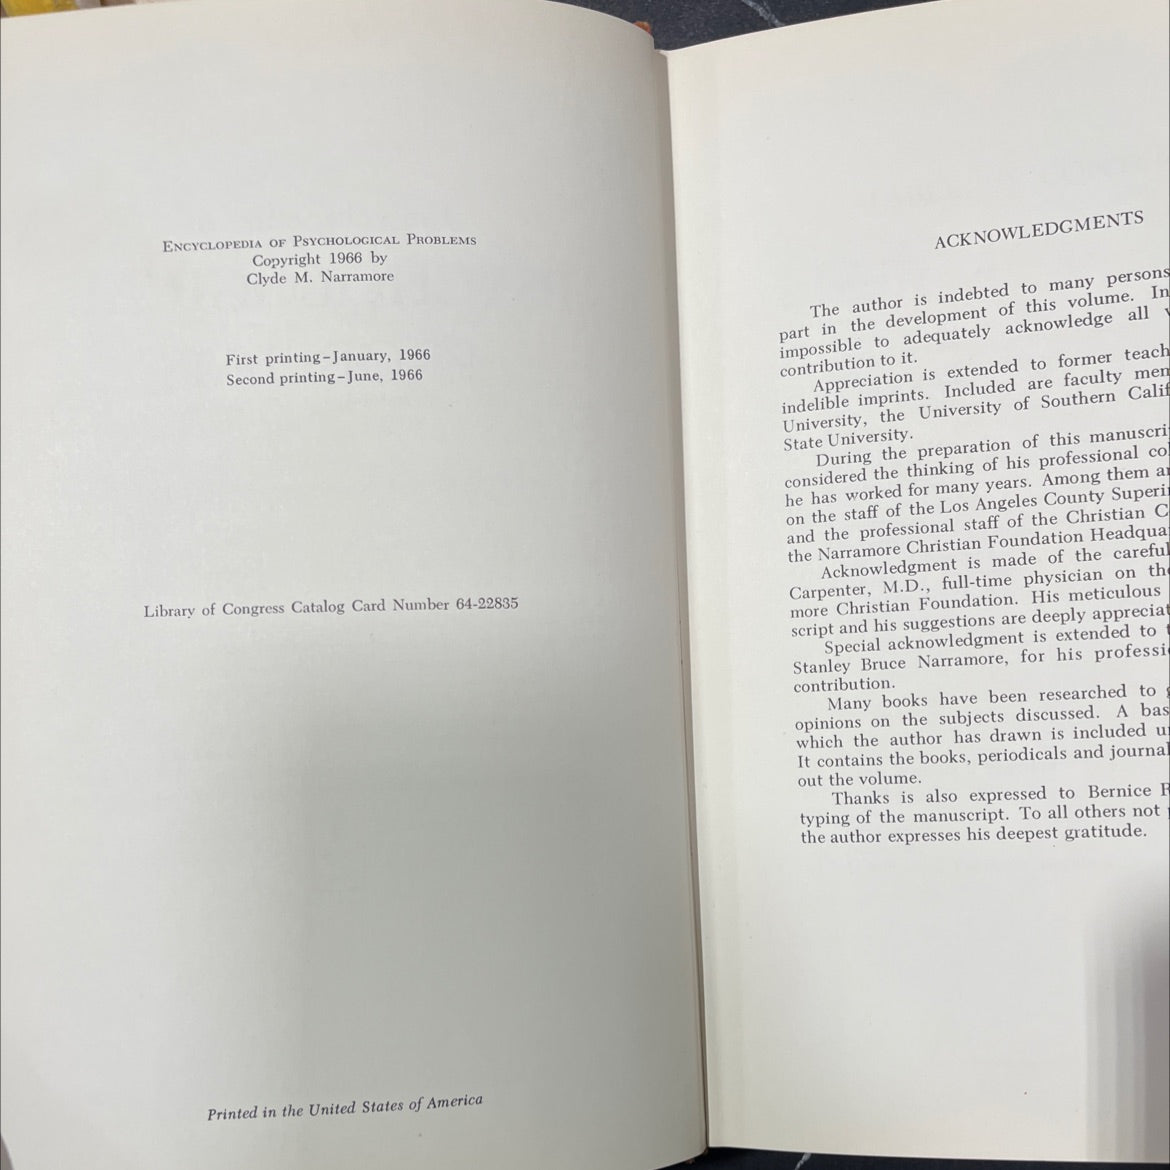 ENCYCLOPEDIA OF PSYCHOLOGICAL PROBLEMS
Copyright 1966 by
Clyde M. Narramore
First printing–January, 1966
Second printing–June, 1966
Library of Congress Catalog Card Number 64-22835
Printed in the United States of America
ACKNOWLEDGMENTS
The author is indebted to many persons
part in the development of this volume. In
impossible to adequately acknowledge all
contribution to it.
Appreciation is extended to former teach
indelible imprints. Included are faculty mem
University, the University of Southern Calif
State University.
During the preparation of this manuscri
considered the thinking of his professional col
he has worked for many years. Among them ar
on the staff of the Los Angeles County Superin
and the professional staff of the Christian C
the Narramore Christian Foundation Headqua
Acknowledgment is made of the careful
Carpenter, M.D., full-time physician on the
more Christian Foundation. His meticulous
script and his suggestions are deeply appreciat
Special acknowledgment is extended to
Stanley Bruce Narramore, for his professi
contribution.
Many books have been researched to
opinions on the subjects discussed. A bas
which the author has drawn is included u
It contains the books, periodicals and journal
out the volume.
Thanks is also expressed to Bernice
typing of the manuscript. To all others not
the author expresses his deepest gratitude.